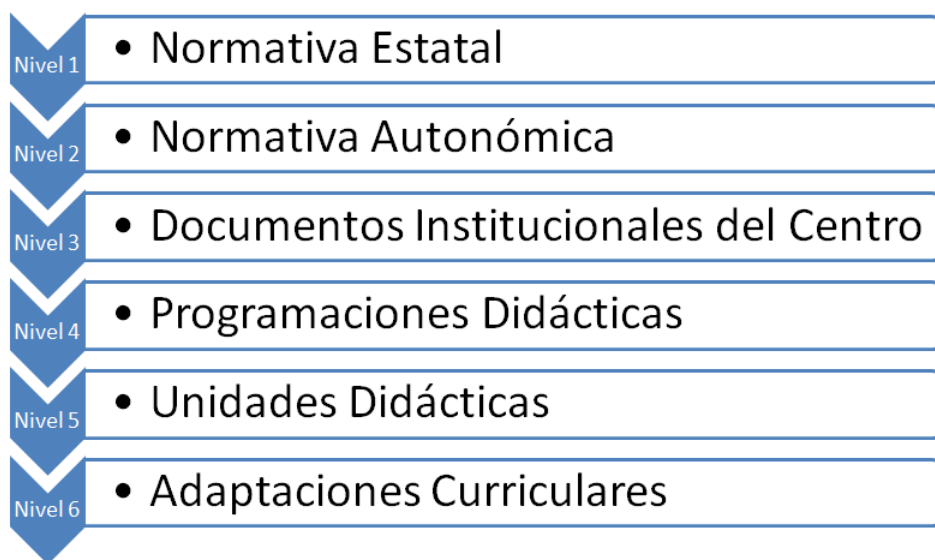 Nivel 1
• Normativa Estatal
Nivel 2
• Normativa Autonómica
Nivel 3
• Documentos Institucionales del Centro
Nivel 4
• Programaciones Didácticas
Nivel 5
• Unidades Didácticas
Nivel 6
• Adaptaciones Curriculares